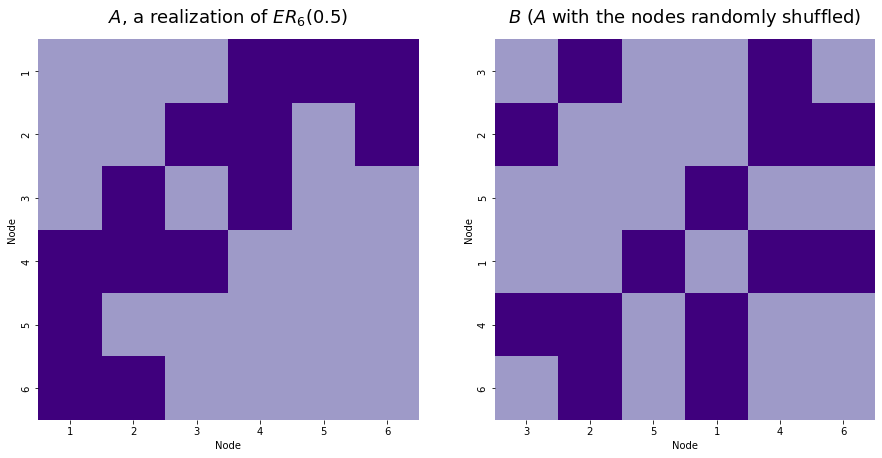 A, a realization of ER₆(0.5)
1
2
3
4
5
6
Node
1 2 3 4 5 6
Node
B (A with the nodes randomly shuffled)
3
2
5
1
4
6
Node
3 2 5 1 4 6
Node